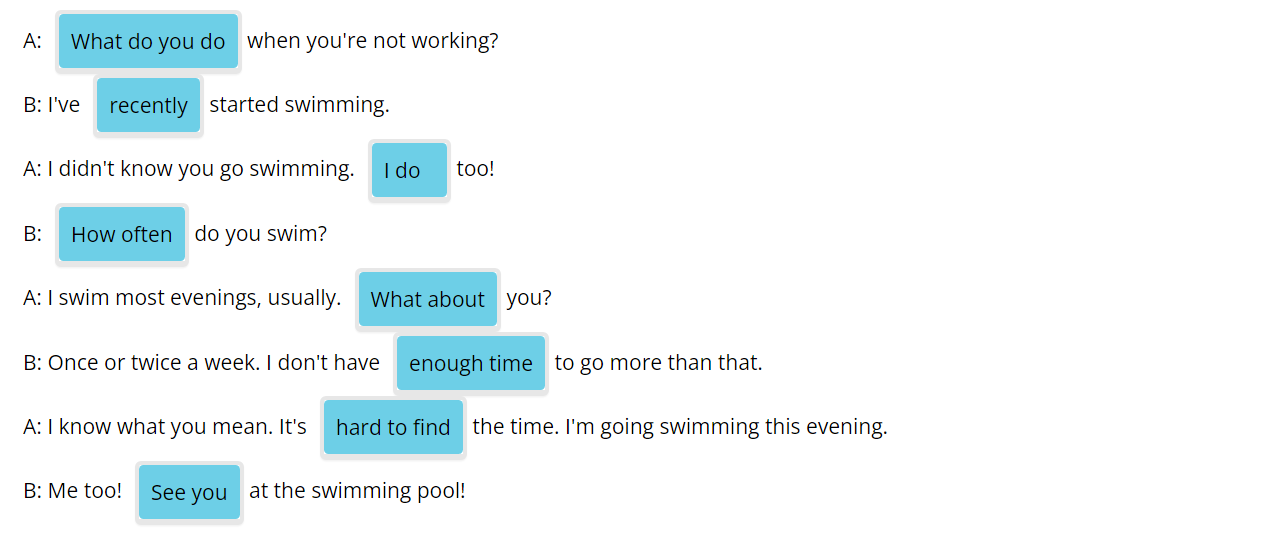 A: What do you do when you're not working?
B: I've recently started swimming.
A: I didn't know you go swimming. I do too!
B: How often do you swim?
A: I swim most evenings, usually. What about you?
B: Once or twice a week. I don't have enough time to go more than that.
A: I know what you mean. It's hard to find the time. I'm going swimming this evening.
B: Me too! See you at the swimming pool!